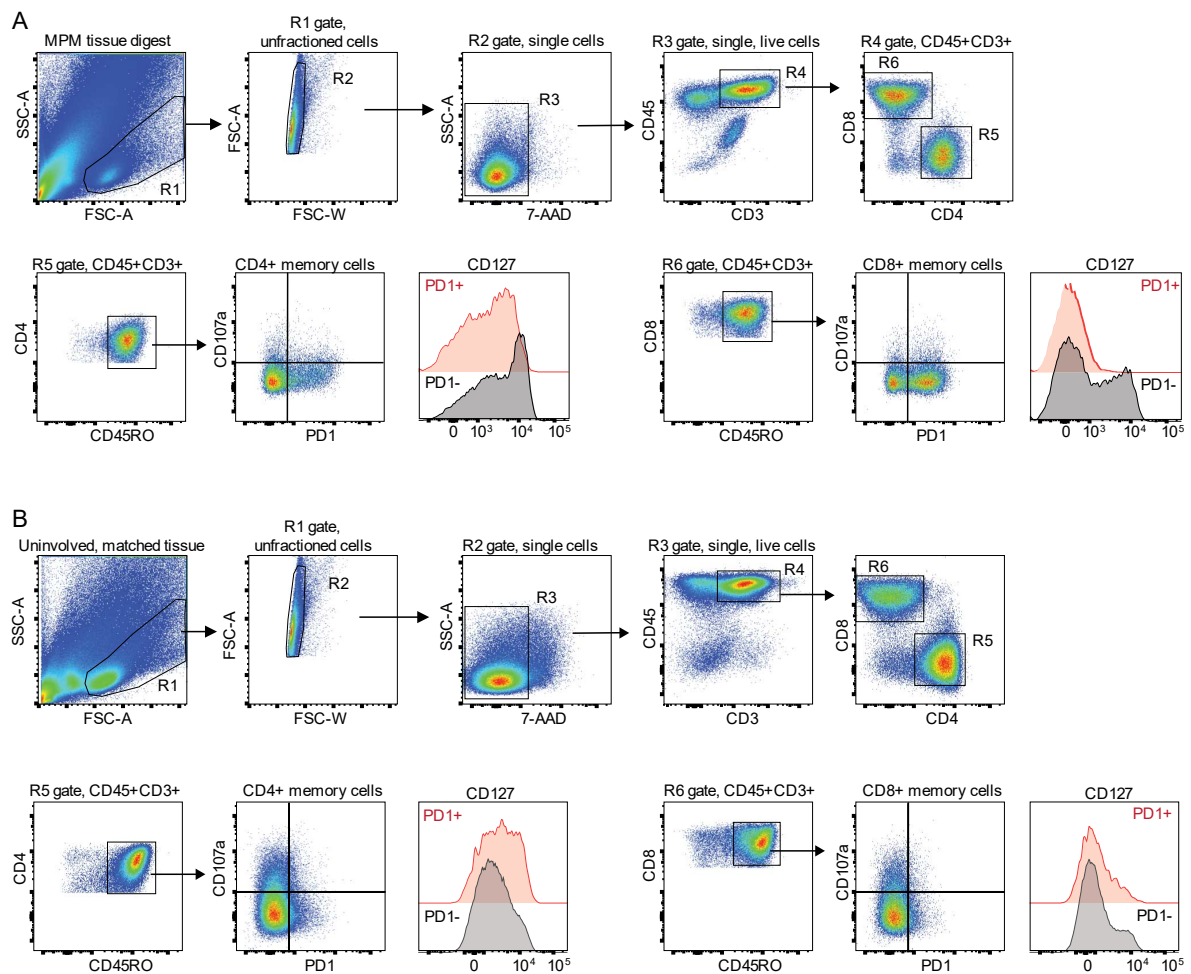 A
MPM tissue digest
SSC-A
FSC-A
R1
R1 gate,
unfractioned cells
FSC-A
FSC-W
R2
R2 gate, single cells
SSC-A
7-AAD
R3
R3 gate, single, live cells
CD45
CD3
R4
R4 gate, CD45+CD3+
CD8
CD4
R6
R5
R5 gate, CD45+CD3+
CD4
CD45RO
CD4+ memory cells
CD107a
PD1
CD127
PD1+
PD1-
0 10³ 10⁴ 10⁵
R6 gate, CD45+CD3+
CD8
CD45RO
CD8+ memory cells
CD107a
PD1
CD127
PD1+
PD1-
0 10³ 10⁴ 10⁵
B
Uninvolved, matched tissue
SSC-A
FSC-A
R1
R1 gate,
unfractioned cells
FSC-A
FSC-W
R2
R2 gate, single cells
SSC-A
7-AAD
R3
R3 gate, single, live cells
CD45
CD3
R4
CD8
CD4
R6
R5
R5 gate, CD45+CD3+
CD4
CD45RO
CD4+ memory cells
CD107a
PD1
CD127
PD1+
PD1-
0 10⁴ 10⁵
R6 gate, CD45+CD3+
CD8
CD45RO
CD8+ memory cells
CD107a
PD1
CD127
PD1+
PD1-
0 10⁴ 10⁵